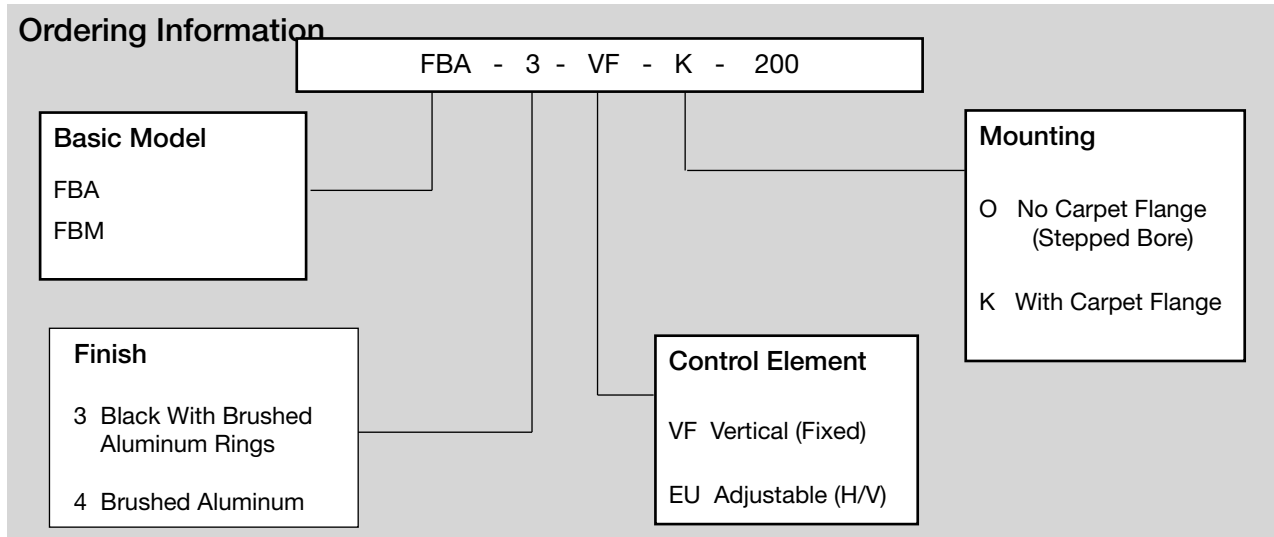 Ordering Information
FBA - 3 - VF - K - 200
Basic Model
FBA
FBM
Mounting
O No Carpet Flange
(Stepped Bore)
K With Carpet Flange
Finish
3 Black With Brushed
Aluminum Rings
4 Brushed Aluminum
Control Element
VF Vertical (Fixed)
EU Adjustable (H/V)